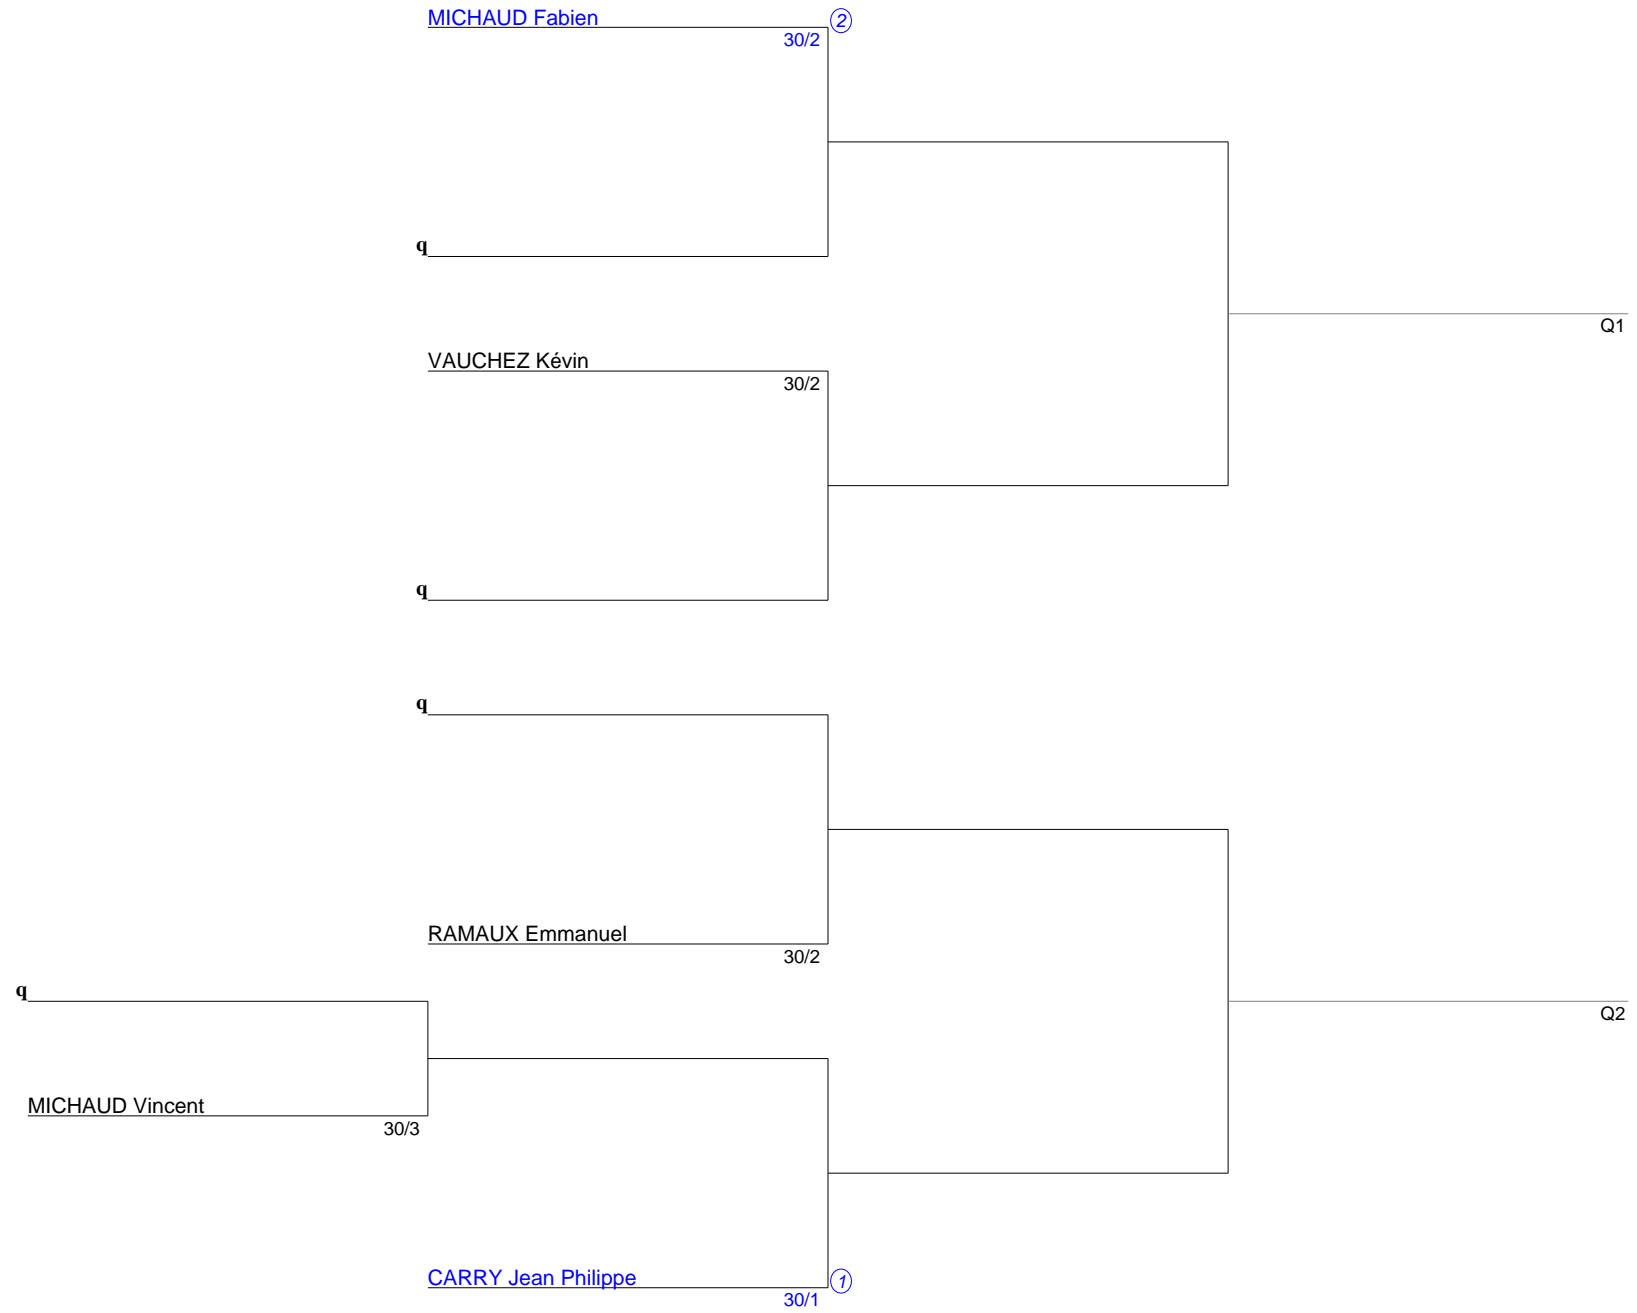 MICHAUD Fabien
2
30/2
q
Q1
VAUCHEZ Kévin
30/2
q
q
RAMAUX Emmanuel
30/2
q
Q2
MICHAUD Vincent
30/3
CARRY Jean Philippe
1
30/1